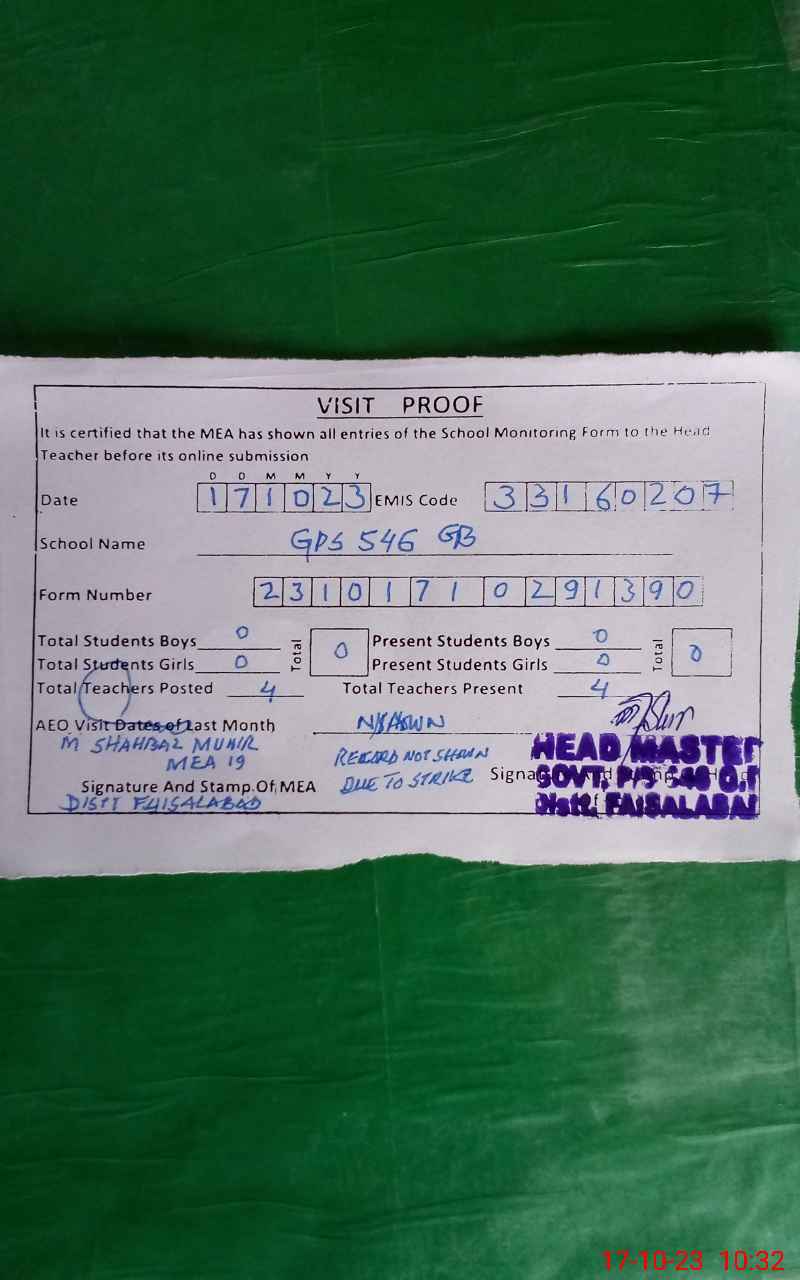 VISIT PROOF
It is certified that the MEA has shown all entries of the School Monitoring Form to the Head
Teacher before its online submission
D D M M Y Y
Date 171023 EMIS Code 33160207
School Name GPS 546 GB
Form Number 23101710291390
Total Students Boys 0 Total 0 Present Students Boys 0 Total 0
Total Students Girls 0 Present Students Girls 0
Total Teachers Posted 4 Total Teachers Present 4
AEO Visit Dates of Last Month N/SHOWN
M SHAHBAZ MUNIR RECARD NOT SHOWN
MEA 19 DUE TO STRIKE
Signature And Stamp Of MEA
DISTT FAISALABAD
HEAD MASTER
GOVT. P/S 546 G.
Distt. FAISALABAD
17-10-23 10:32